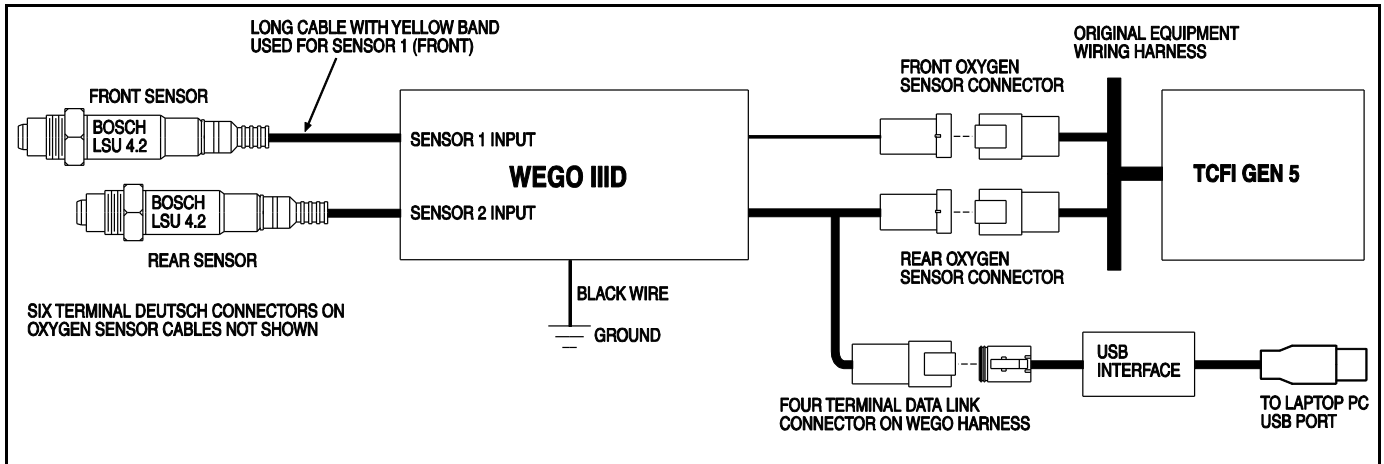 LONG CABLE WITH YELLOW BAND
USED FOR SENSOR 1 (FRONT)
FRONT SENSOR
BOSCH
LSU 4.2
BOSCH
LSU 4.2
REAR SENSOR
SIX TERMINAL DEUTSCH CONNECTORS ON
OXYGEN SENSOR CABLES NOT SHOWN
SENSOR 1 INPUT
WEGO IIID
SENSOR 2 INPUT
BLACK WIRE
GROUND
FRONT OXYGEN
SENSOR CONNECTOR
REAR OXYGEN
SENSOR CONNECTOR
ORIGINAL EQUIPMENT
WIRING HARNESS
TCFI GEN 5
FOUR TERMINAL DATA LINK
CONNECTOR ON WEGO HARNESS
USB
INTERFACE
TO LAPTOP PC
USB PORT